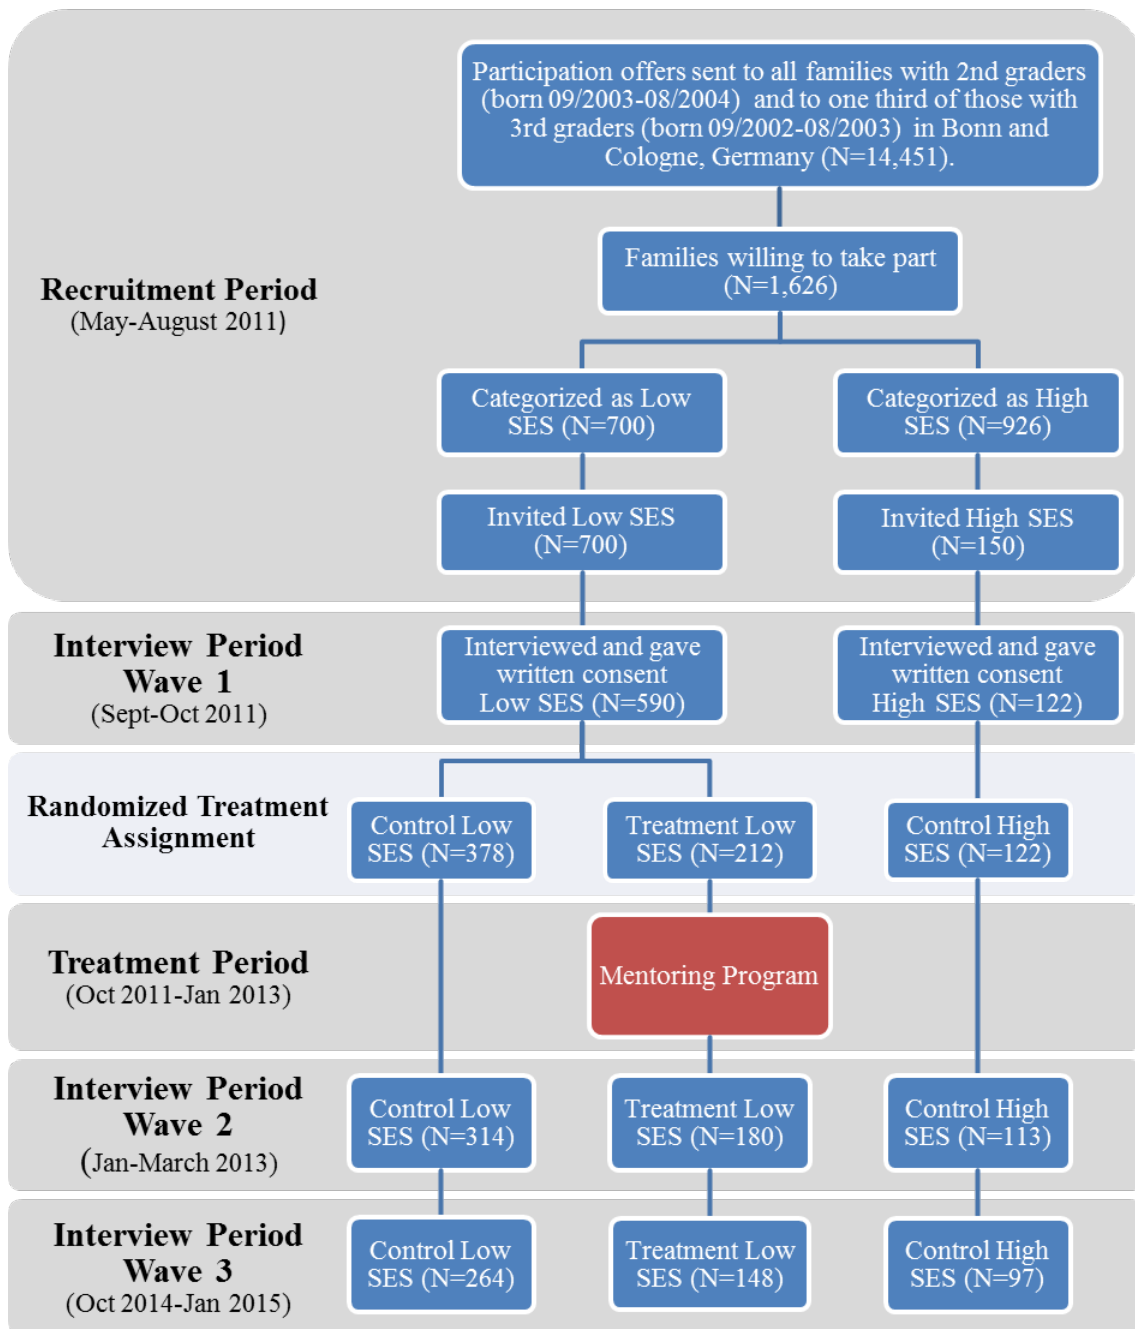 Participation offers sent to all families with 2nd graders
(born 09/2003-08/2004) and to one third of those with
3rd graders (born 09/2002-08/2003) in Bonn and
Cologne, Germany (N=14,451).
Families willing to take part
(N=1,626)
Recruitment Period
(May-August 2011)
Categorized as Low
SES (N=700)
Categorized as High
SES (N=926)
Invited Low SES
(N=700)
Invited High SES
(N=150)
Interview Period
Wave 1
(Sept-Oct 2011)
Interviewed and gave
written consent
Low SES (N=590)
Interviewed and gave
written consent
High SES (N=122)
Randomized Treatment
Assignment
Control Low
SES (N=378)
Treatment Low
SES (N=212)
Control High
SES (N=122)
Treatment Period
(Oct 2011-Jan 2013)
Mentoring Program
Interview Period
Wave 2
(Jan-March 2013)
Control Low
SES (N=314)
Treatment Low
SES (N=180)
Control High
SES (N=113)
Interview Period
Wave 3
(Oct 2014-Jan 2015)
Control Low
SES (N=264)
Treatment Low
SES (N=148)
Control High
SES (N=97)